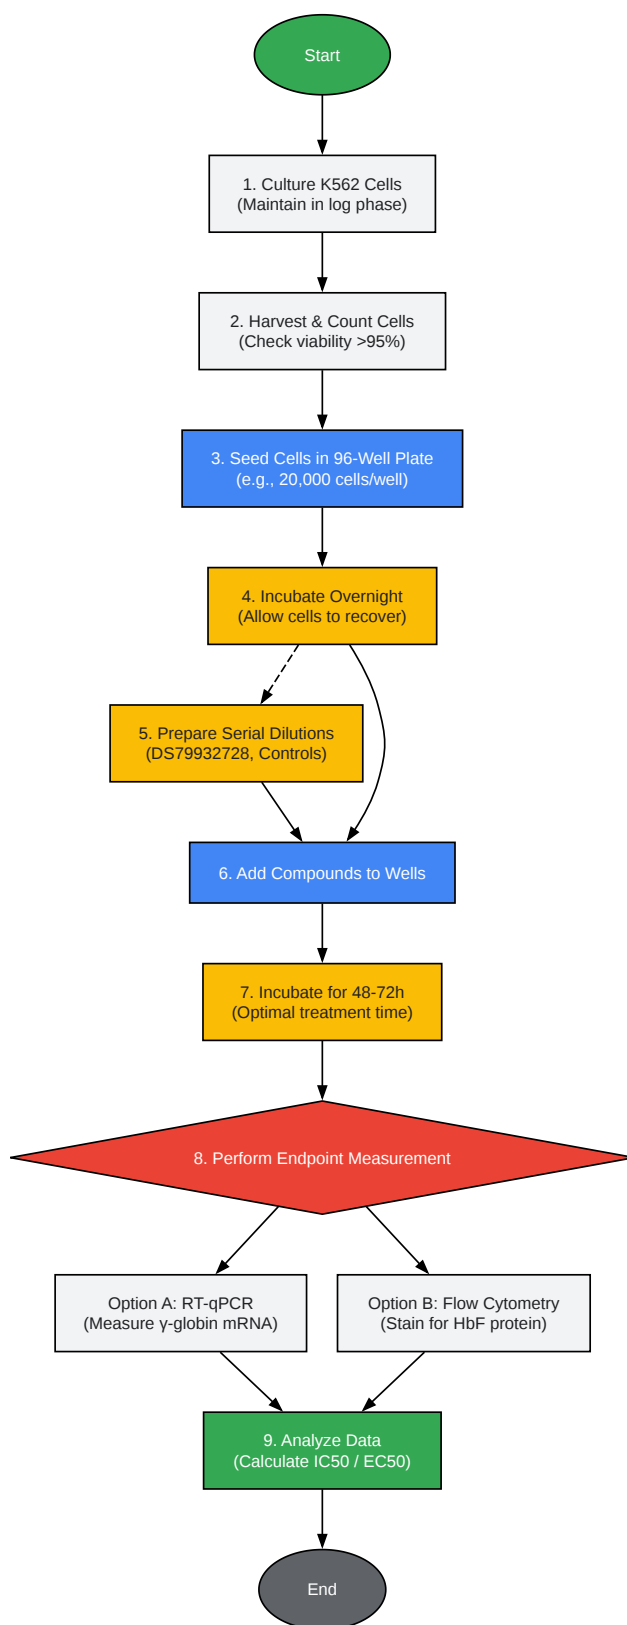 Start
1. Culture K562 Cells
(Maintain in log phase)
2. Harvest & Count Cells
(Check viability >95%)
3. Seed Cells in 96-Well Plate
(e.g., 20,000 cells/well)
4. Incubate Overnight
(Allow cells to recover)
5. Prepare Serial Dilutions
(DS79932728, Controls)
6. Add Compounds to Wells
7. Incubate for 48-72h
(Optimal treatment time)
8. Perform Endpoint Measurement
Option A: RT-qPCR
(Measure γ-globin mRNA)
Option B: Flow Cytometry
(Stain for HbF protein)
9. Analyze Data
(Calculate IC50 / EC50)
End